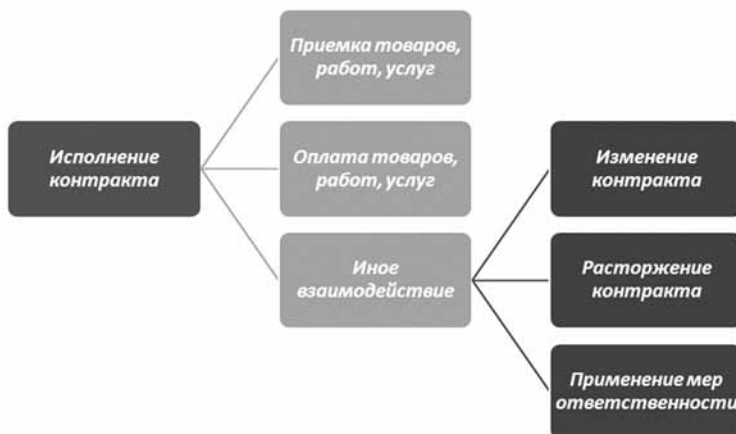 Приемка товаров,
работ, услуг
Исполнение
контракта
Оплата товаров,
работ, услуг
Изменение
контракта
Иное
взаимодействие
Расторжение
контракта
Применение мер
ответственности